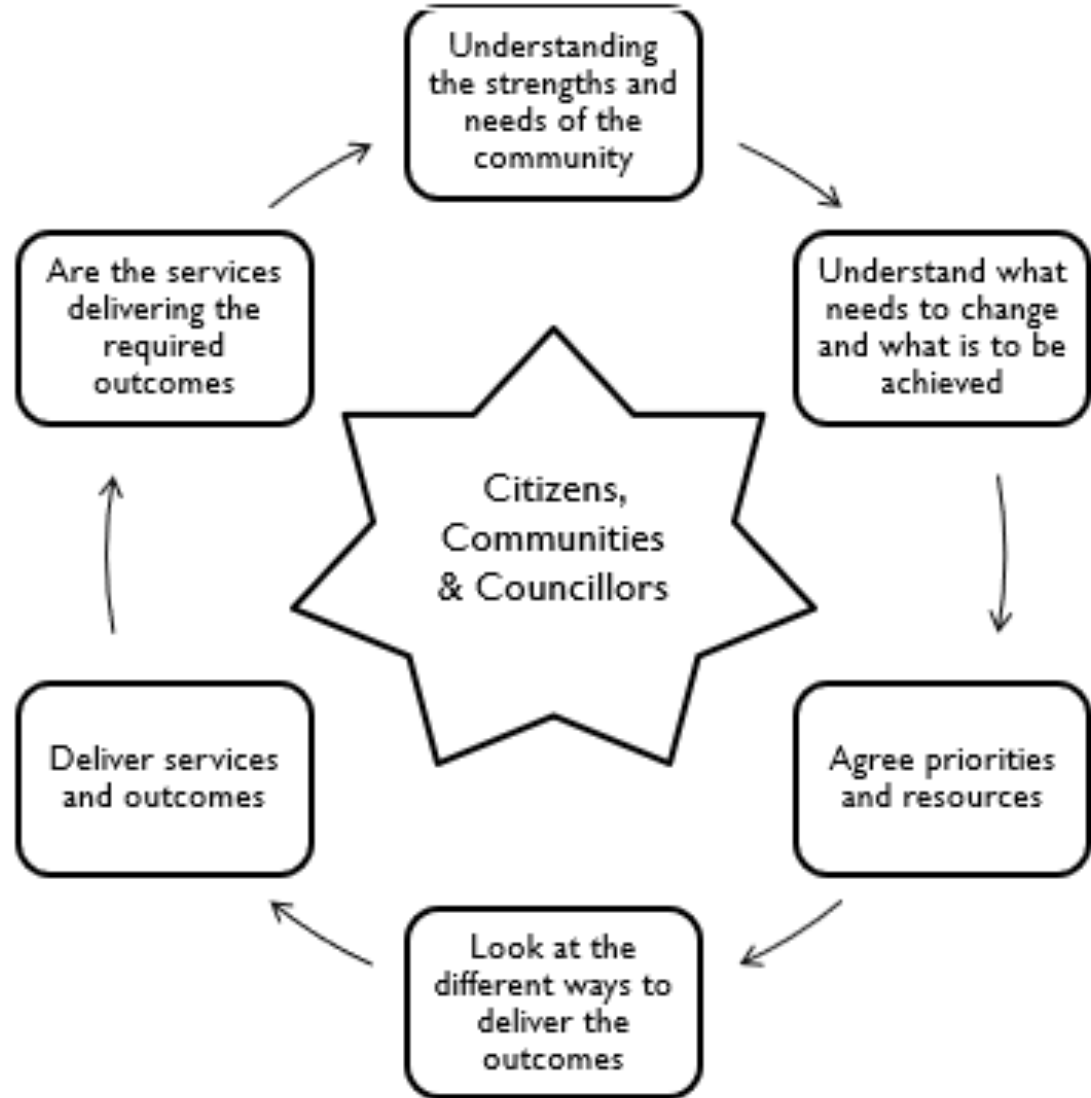 Understanding
the strengths and
needs of the
community
Understand what
needs to change
and what is to be
achieved
Agree priorities
and resources
Look at the
different ways to
deliver the
outcomes
Deliver services
and outcomes
Are the services
delivering the
required
outcomes
Citizens,
Communities
& Councillors